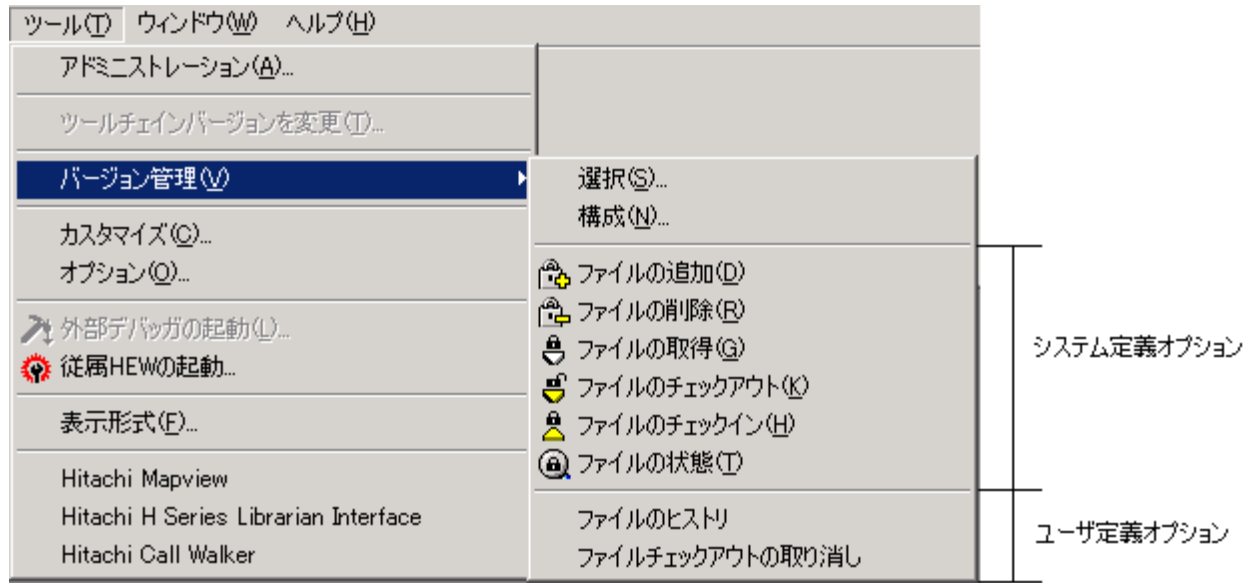 ツール(T) ウィンドウ(W) ヘルプ(H)
アドミニストレーション(A)...
ツールチェインバージョンを変更(T)...
バージョン管理(V)
カスタマイズ(C)...
オプション(O)...
外部デバッガの起動(L)...
従属HEWの起動...
表示形式(F)...
Hitachi Mapview
Hitachi H Series Librarian Interface
Hitachi Call Walker
選択(S)...
構成(N)...
ファイルの追加(D)
ファイルの削除(R)
ファイルの取得(G)
ファイルのチェックアウト(K)
ファイルのチェックイン(H)
ファイルの状態(T)
ファイルのヒストリ
ファイルチェックアウトの取り消し
システム定義オプション
ユーザ定義オプション